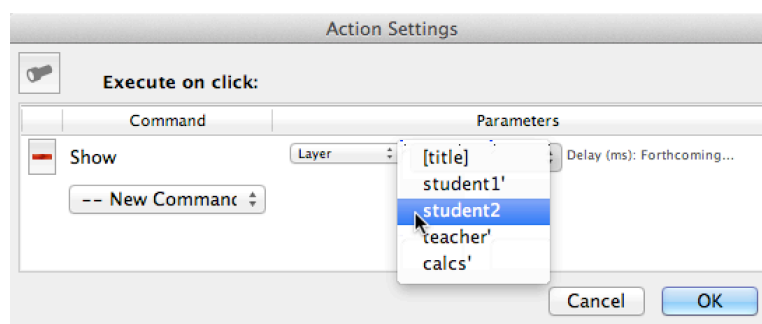 Action Settings
Execute on click:
Command Parameters
Show Layer [title] Delay (ms): Forthcoming...
student1'
-- New Commanc student2
teacher'
calcs'
Cancel OK